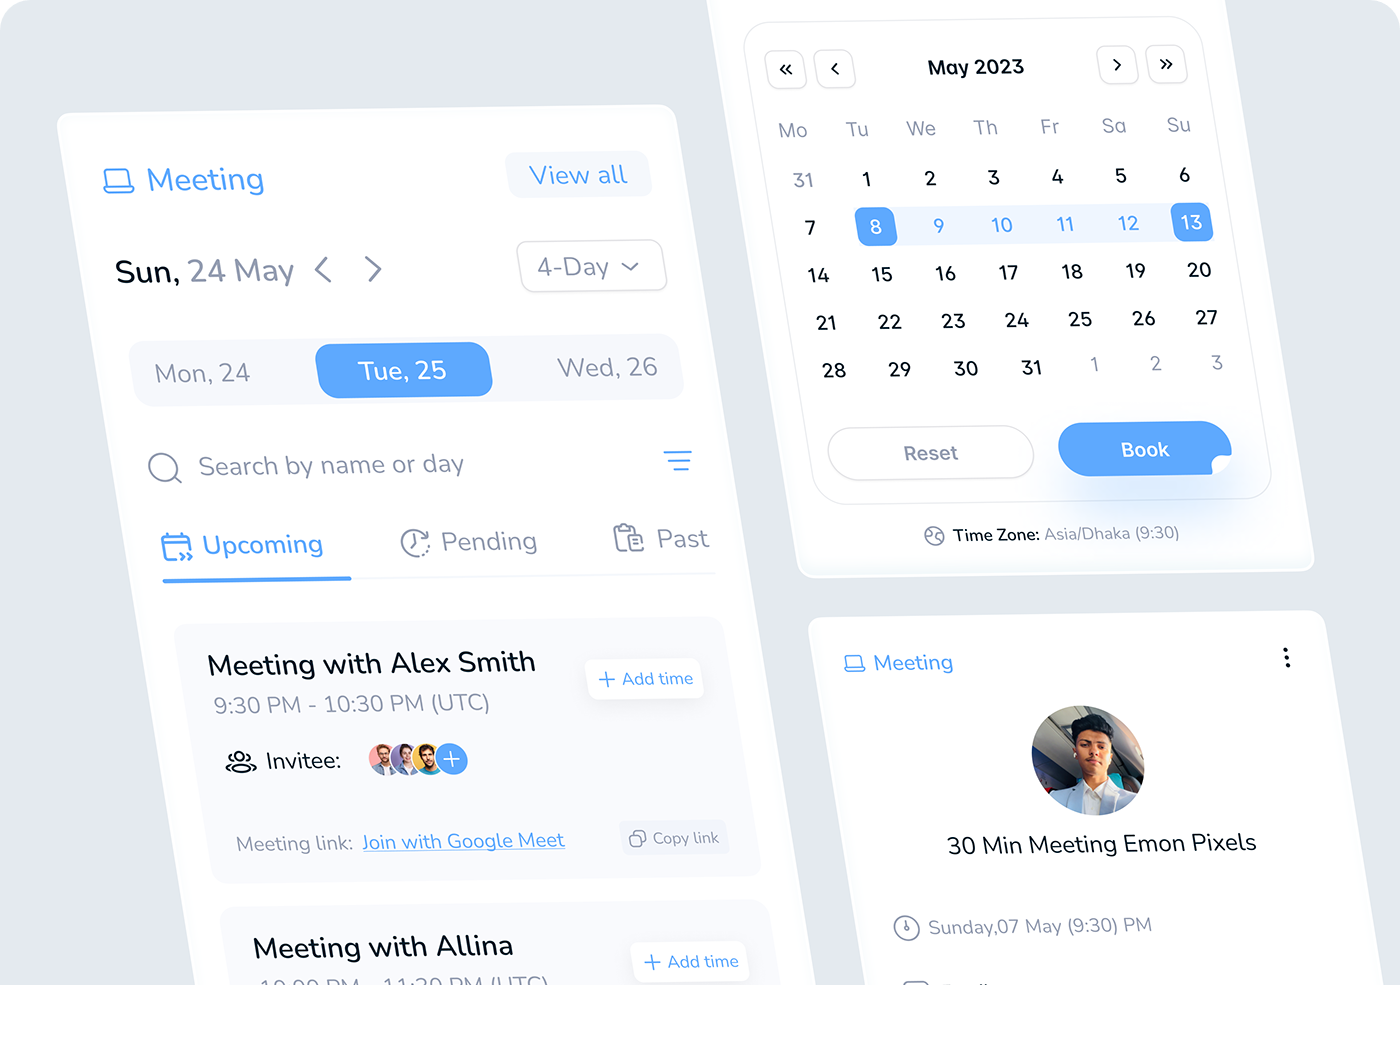 Meeting
View all
Sun, 24 May
4-Day
Mon, 24
Tue, 25
Wed, 26
Search by name or day
Upcoming
Pending
Past
Meeting with Alex Smith
9:30 PM - 10:30 PM (UTC)
+ Add time
Invitee:
Meeting link: Join with Google Meet
Copy link
Meeting with Allina
+ Add time
May 2023
Mo Tu We Th Fr Sa Su
31 1 2 3 4 5 6
7 8 9 10 11 12 13
14 15 16 17 18 19 20
21 22 23 24 25 26 27
28 29 30 31 1 2 3
Reset
Book
Time Zone: Asia/Dhaka (9:30)
Meeting
30 Min Meeting Emon Pixels
Sunday,07 May (9:30) PM